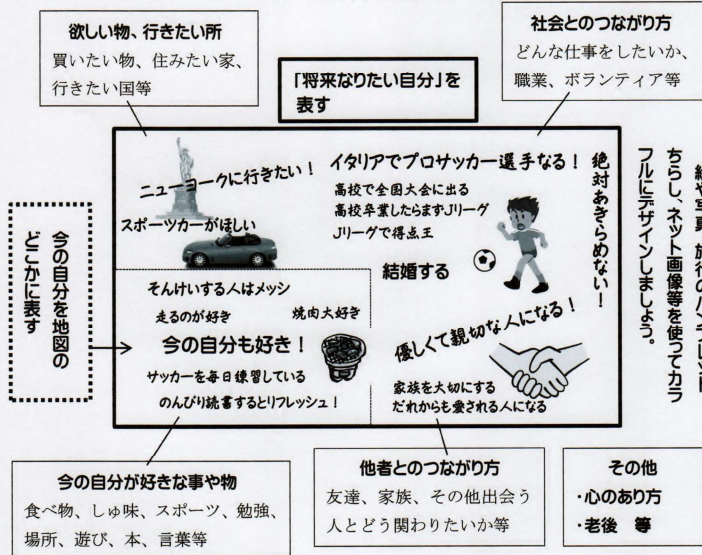 欲しい物、行きたい所
買いたい物、住みたい家、
行きたい国等
社会とのつながり方
どんな仕事をしたいか、
職業、ボランティア等
「将来なりたい自分」を
表す
ニューヨークに行きたい!
スポーツカーがほしい
イタリアでプロサッカー選手なる!
高校で全国大会に出る
高校卒業したらまずJリーグ
Jリーグで得点王
結婚する
絶対あきらめない!
そんけいする人はメッシ
走るのが好き
焼肉大好き
今の自分も好き!
サッカーを毎日練習している
のんびり読書するとリフレッシュ!
優しくて親切な人になる!
家族を大切にする
だれからも愛される人になる
今の自分を地図の
どこかに表す
ちらし、ネット画像等を使ってカラ
フルにデザインしましょう。
今の自分が好きな事や物
食べ物、しゅ味、スポーツ、勉強、
場所、遊び、本、言葉等
他者とのつながり方
友達、家族、その他出会う
人とどう関わりたいか等
その他
・心のあり方
・老後 等